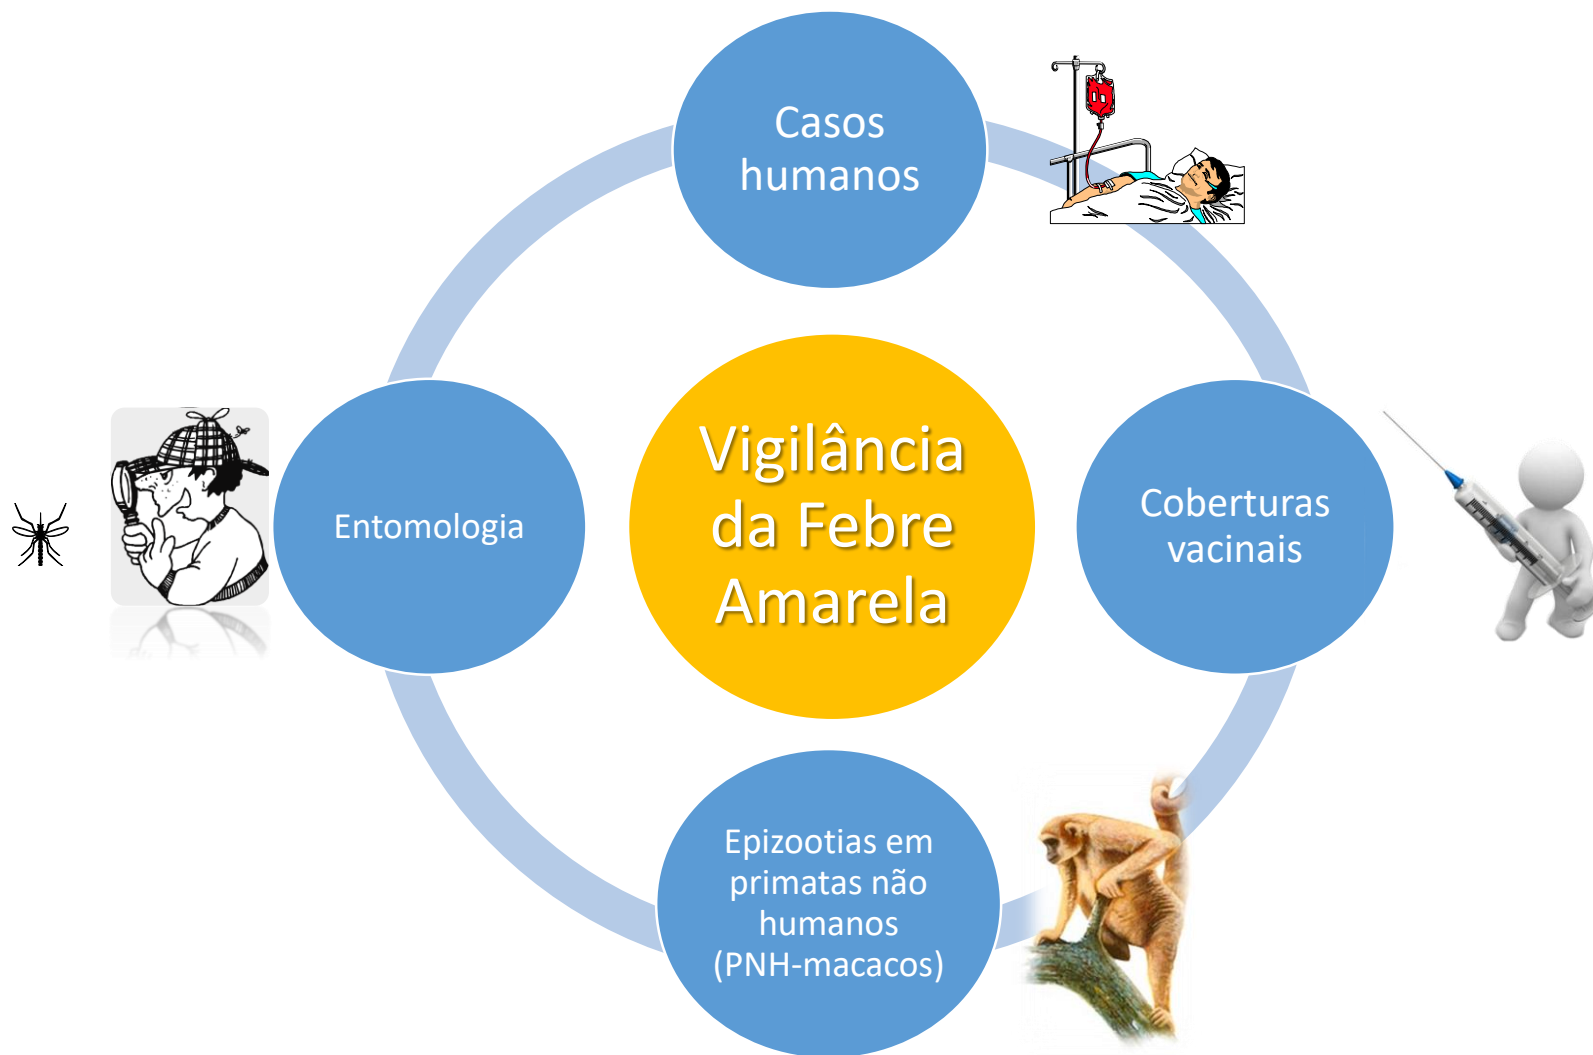 Casos
humanos
Vigilância
da Febre
Amarela
Entomologia
Coberturas
vacinais
Epizootias em
primatas não
humanos
(PNH-macacos)